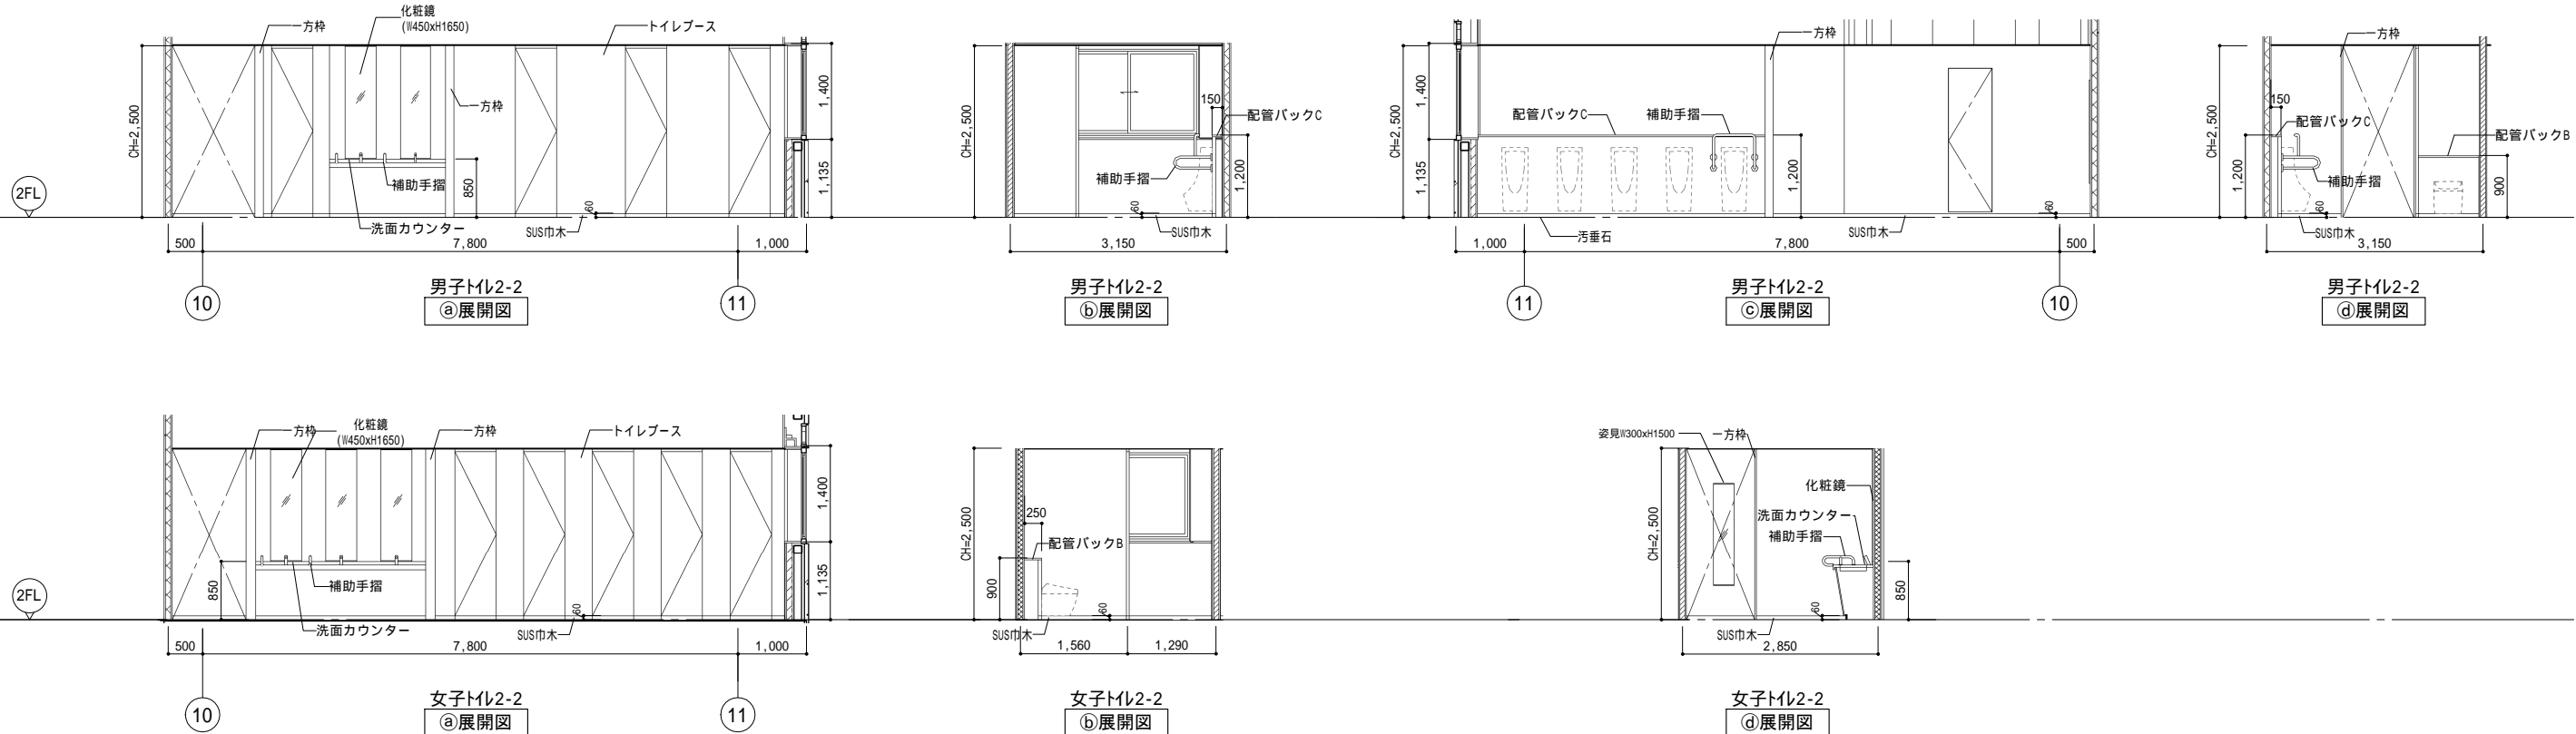 一方枠
化粧鏡
(W450xH1650)
トイレブース
一方枠
CH=2,500
1,400
1,135
850
補助手摺
洗面カウンター
60
SUS巾木
2FL
500
7,800
1,000
10
11
男子トイレ2-2
ⓐ展開図
CH=2,500
150
配管パックC
補助手摺
1,200
60
SUS巾木
3,150
男子トイレ2-2
ⓑ展開図
一方枠
CH=2,500
1,400
1,135
配管パックC
補助手摺
1,200
60
汚垂石
SUS巾木
1,000
7,800
500
11
10
男子トイレ2-2
ⓒ展開図
一方枠
CH=2,500
150
配管パックC
配管パックB
1,200
補助手摺
900
60
SUS巾木
3,150
男子トイレ2-2
ⓓ展開図
一方枠
化粧鏡
(W450xH1650)
一方枠
トイレブース
1,400
1,135
850
補助手摺
洗面カウンター
60
SUS巾木
2FL
500
7,800
1,000
10
11
女子トイレ2-2
ⓐ展開図
CH=2,500
250
配管パックB
900
60
SUS巾木
1,560
1,290
女子トイレ2-2
ⓑ展開図
姿見W300xH1500
一方枠
CH=2,500
化粧鏡
洗面カウンター
補助手摺
850
60
SUS巾木
2,850
女子トイレ2-2
ⓓ展開図